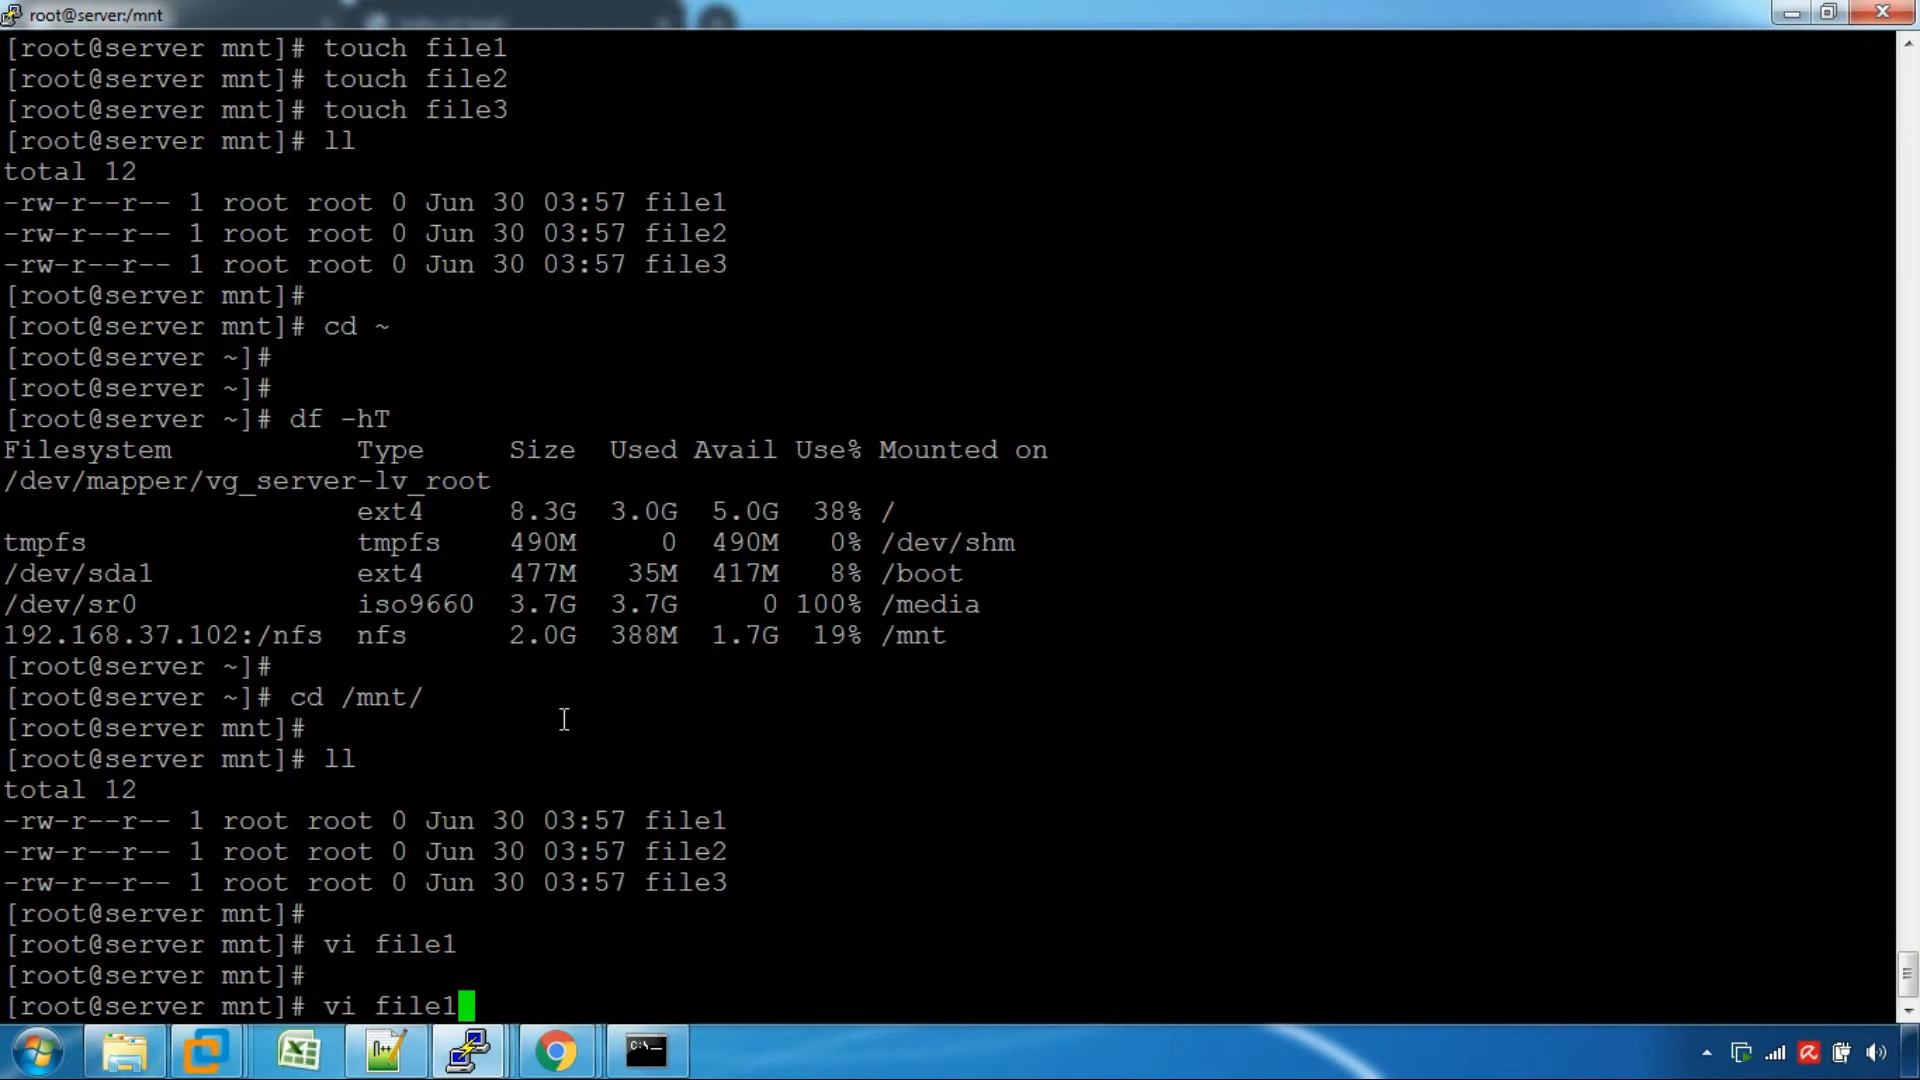 root@server:/mnt
[root@server mnt]# touch file1
[root@server mnt]# touch file2
[root@server mnt]# touch file3
[root@server mnt]# ll
total 12
-rw-r--r-- 1 root root 0 Jun 30 03:57 file1
-rw-r--r-- 1 root root 0 Jun 30 03:57 file2
-rw-r--r-- 1 root root 0 Jun 30 03:57 file3
[root@server mnt]#
[root@server mnt]# cd ~
[root@server ~]#
[root@server ~]#
[root@server ~]# df -hT
Filesystem Type Size Used Avail Use% Mounted on
/dev/mapper/vg_server-lv_root
ext4 8.3G 3.0G 5.0G 38% /
tmpfs tmpfs 490M 0 490M 0% /dev/shm
/dev/sda1 ext4 477M 35M 417M 8% /boot
/dev/sr0 iso9660 3.7G 3.7G 0 100% /media
192.168.37.102:/nfs nfs 2.0G 388M 1.7G 19% /mnt
[root@server ~]#
[root@server ~]# cd /mnt/
[root@server mnt]#
[root@server mnt]# ll
total 12
-rw-r--r-- 1 root root 0 Jun 30 03:57 file1
-rw-r--r-- 1 root root 0 Jun 30 03:57 file2
-rw-r--r-- 1 root root 0 Jun 30 03:57 file3
[root@server mnt]#
[root@server mnt]# vi file1
[root@server mnt]#
[root@server mnt]# vi file1